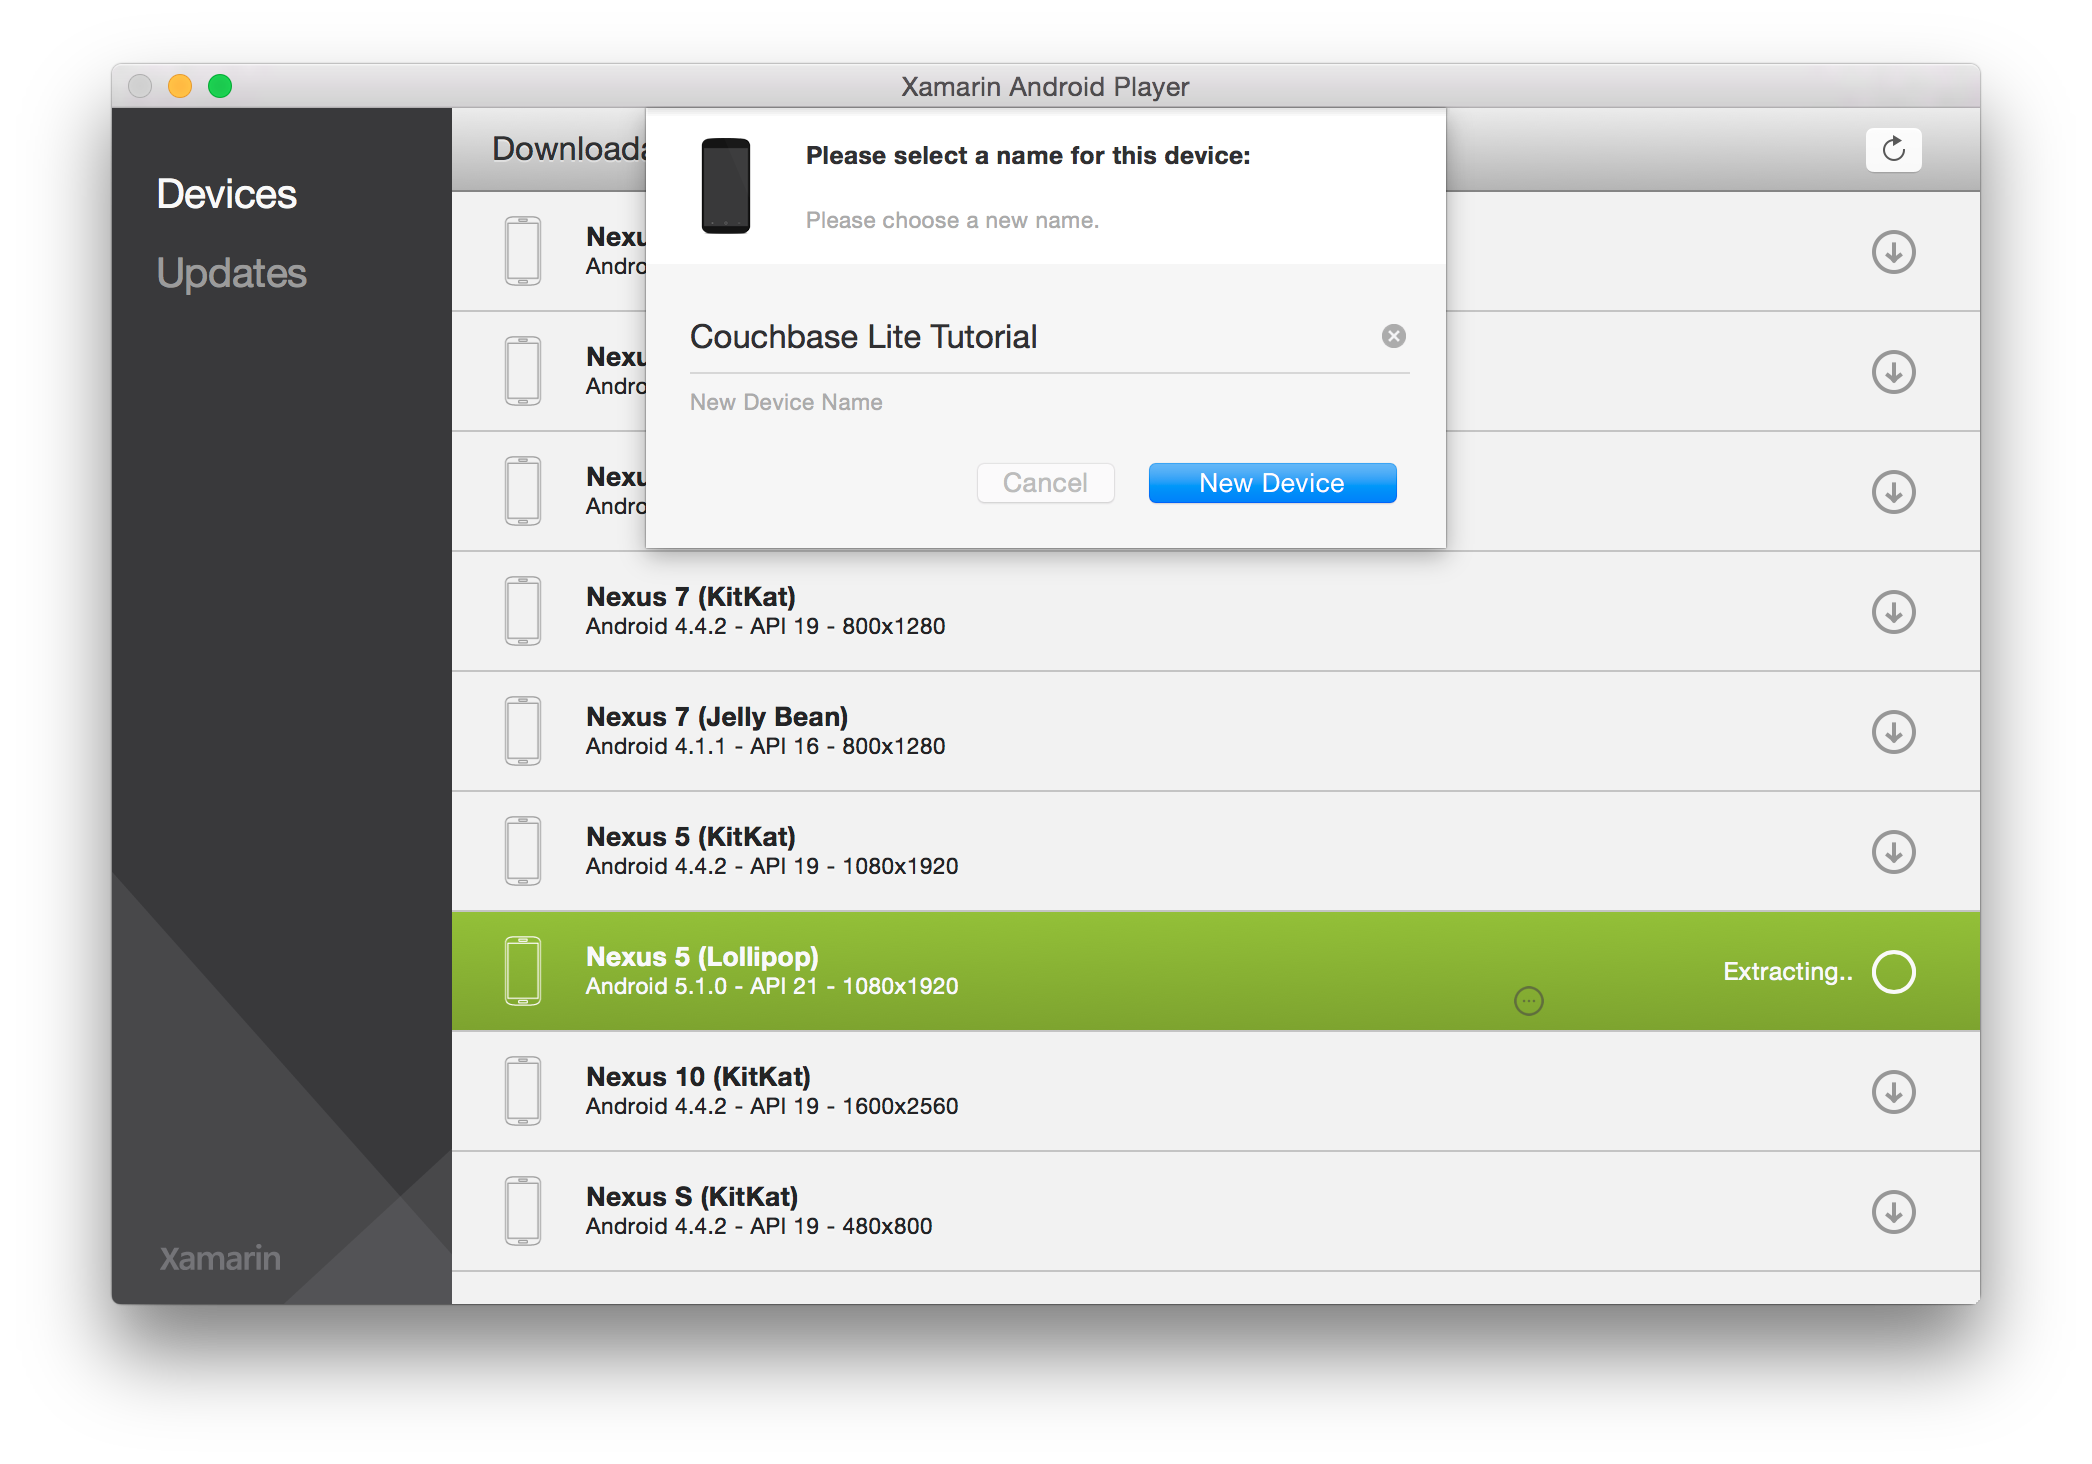 Xamarin Android Player
Devices
Updates
Xamarin
Downloada
Please select a name for this device:
Please choose a new name.
Couchbase Lite Tutorial
New Device Name
Cancel
New Device
Nexu
Andro
Nexu
Andro
Nexu
Andro
Nexus 7 (KitKat)
Android 4.4.2 - API 19 - 800x1280
Nexus 7 (Jelly Bean)
Android 4.1.1 - API 16 - 800x1280
Nexus 5 (KitKat)
Android 4.4.2 - API 19 - 1080x1920
Nexus 5 (Lollipop)
Android 5.1.0 - API 21 - 1080x1920
Extracting..
Nexus 10 (KitKat)
Android 4.4.2 - API 19 - 1600x2560
Nexus S (KitKat)
Android 4.4.2 - API 19 - 480x800